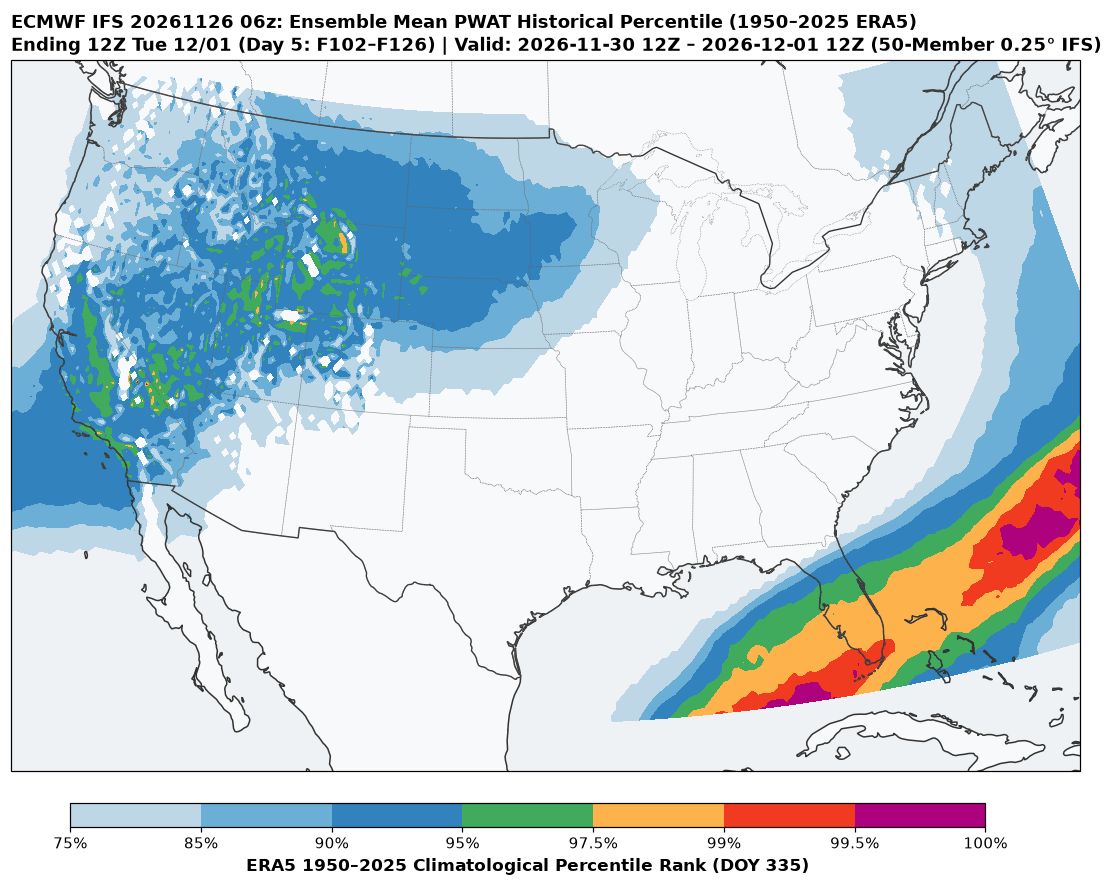 ECMWF IFS 20261126 06z: Ensemble Mean PWAT Historical Percentile (1950–2025 ERA5)
Ending 12Z Tue 12/01 (Day 5: F102–F126) | Valid: 2026-11-30 12Z – 2026-12-01 12Z (50-Member 0.25° IFS)
75% 85% 90% 95% 97.5% 99% 99.5% 100%
ERA5 1950–2025 Climatological Percentile Rank (DOY 335)